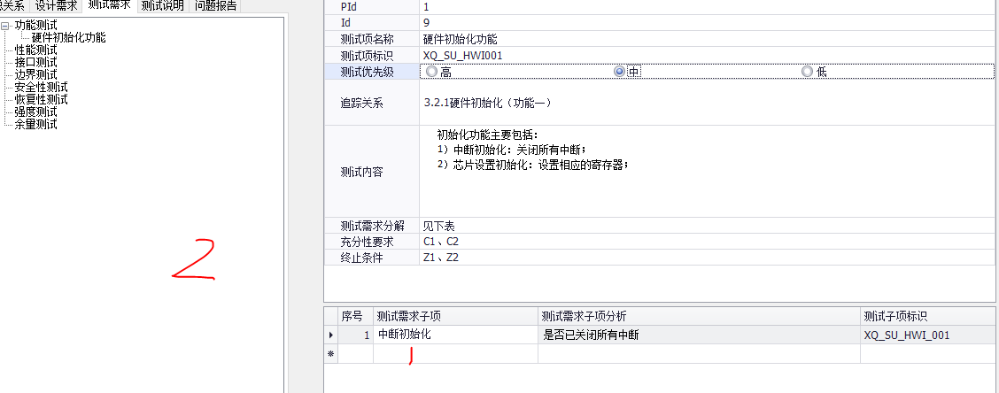 总关系 设计需求 测试需求 测试说明 问题报告
功能测试
硬件初始化功能
性能测试
接口测试
边界测试
安全性测试
恢复性测试
强度测试
余量测试
2
PId 1
Id 9
测试项名称 硬件初始化功能
测试项标识 XQ_SU_HWI001
测试优先级 高 中 低
追踪关系 3.2.1硬件初始化（功能一）
测试内容
初始化功能主要包括：
1）中断初始化：关闭所有中断；
2）芯片设置初始化：设置相应的寄存器；
测试需求分解 见下表
充分性要求 C1、C2
终止条件 Z1、Z2
序号 测试需求子项 测试需求子项分析 测试子项标识
1 中断初始化 是否已关闭所有中断 XQ_SU_HWI_001
1